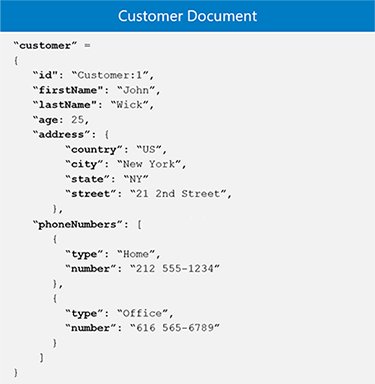 Customer Document
“customer” =
{
“id": “Customer:1”,
“firstName": “John”,
“lastName": “Wick”,
“age: 25,
“address”: {
“country”: “US”,
“city”: “New York”,
“state”: “NY”
“street”: “21 2nd Street”,
},
“phoneNumbers”: [
{
“type”: “Home”,
“number”: “212 555-1234”
},
{
“type”: “Office”,
“number”: “616 565-6789”
}
]
}